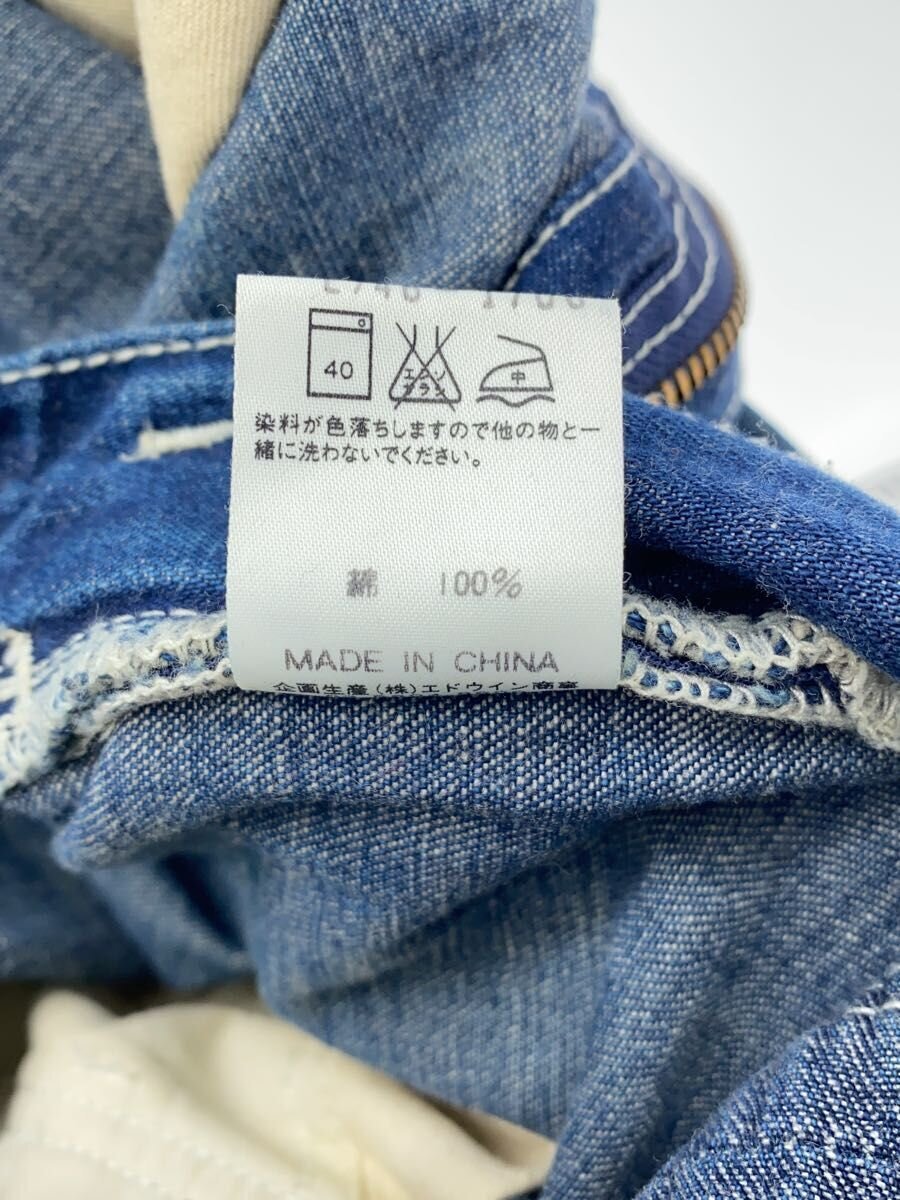 40 エンソ サラシ 中
染料が色落ちしますので他の物と一
緒に洗わないでください。
綿 100%
MADE IN CHINA
企画生産(株)エドウイン商事